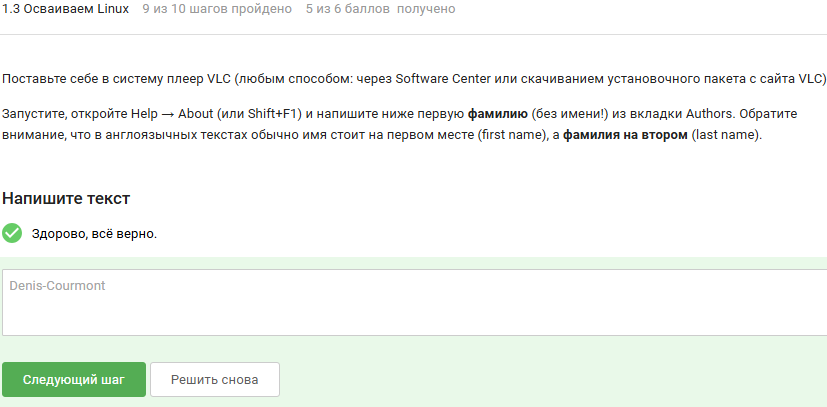 1.3 Осваиваем Linux 9 из 10 шагов пройдено 5 из 6 баллов получено
Поставьте себе в систему плеер VLC (любым способом: через Software Center или скачиванием установочного пакета с сайта VLC)
Запустите, откройте Help → About (или Shift+F1) и напишите ниже первую фамилию (без имени!) из вкладки Authors. Обратите
внимание, что в англоязычных текстах обычно имя стоит на первом месте (first name), а фамилия на втором (last name).
Напишите текст
Здорово, всё верно.
Denis-Courmont
Следующий шаг Решить снова